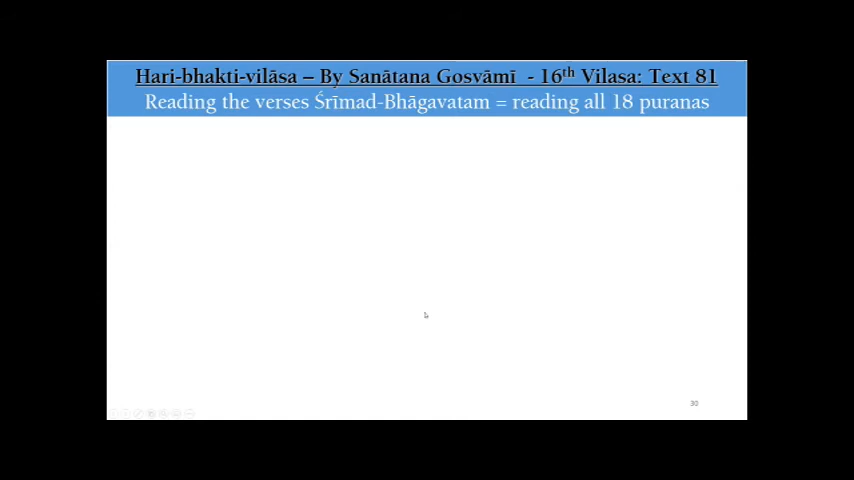 Hari-bhakti-vilāsa – By Sanātana Gosvāmī - 16th Vilasa: Text 81
Reading the verses Śrīmad-Bhāgavatam = reading all 18 puranas
30